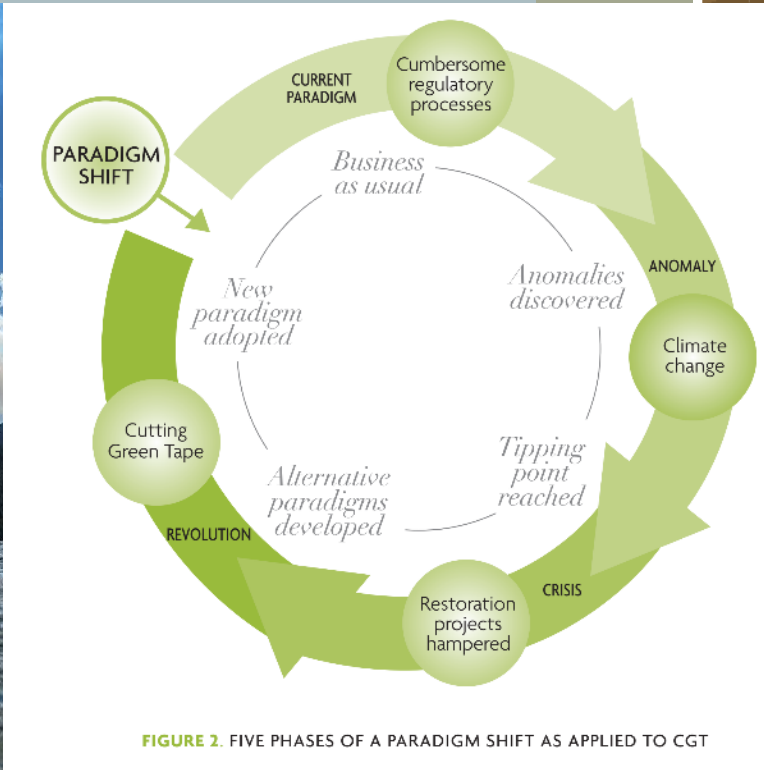 PARADIGM
SHIFT
CURRENT
PARADIGM
Cumbersome
regulatory
processes
Business
as usual
ANOMALY
Anomalies
discovered
Climate
change
Tipping
point
reached
CRISIS
Restoration
projects
hampered
Alternative
paradigms
developed
REVOLUTION
Cutting
Green Tape
New
paradigm
adopted
FIGURE 2. FIVE PHASES OF A PARADIGM SHIFT AS APPLIED TO CGT